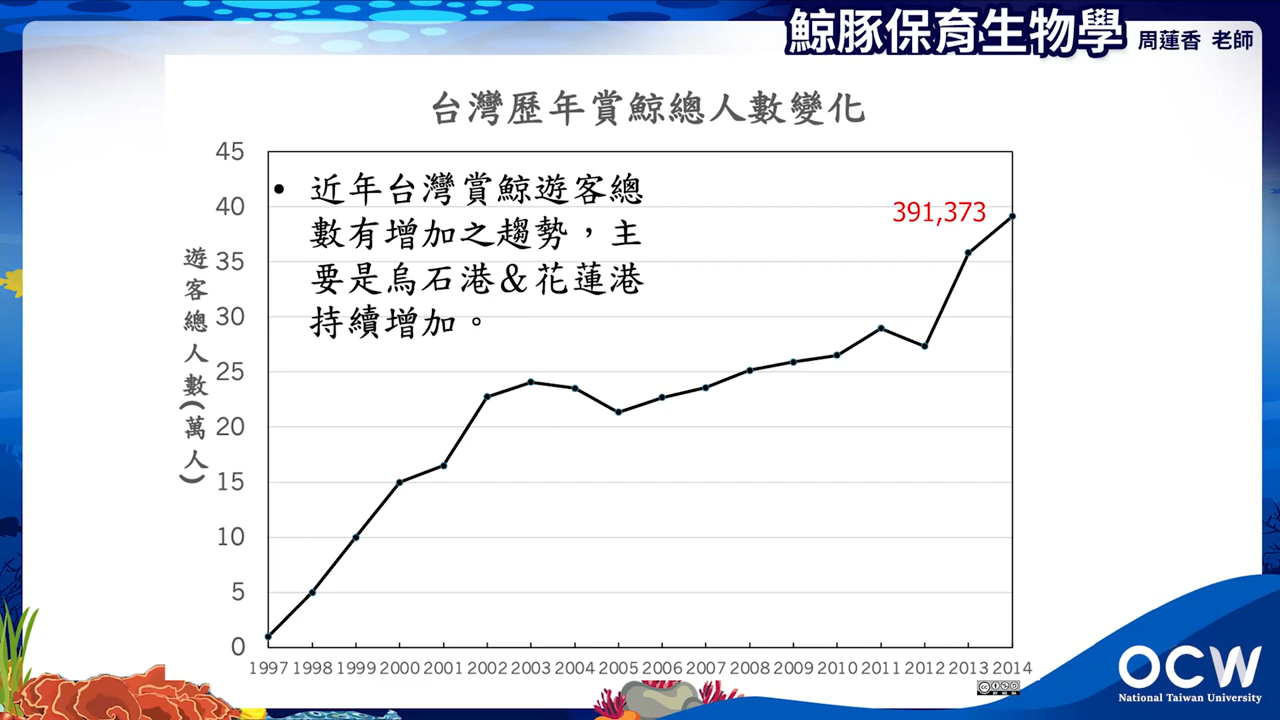 鯨豚保育生物學 周蓮香 老師
台灣歷年賞鯨總人數變化
• 近年台灣賞鯨遊客總
數有增加之趨勢，主
要是烏石港&花蓮港
持續增加。
391,373
遊客總人數(萬人)
45
40
35
30
25
20
15
10
5
0
1997 1998 1999 2000 2001 2002 2003 2004 2005 2006 2007 2008 2009 2010 2011 2012 2013 2014
OCW
National Taiwan University